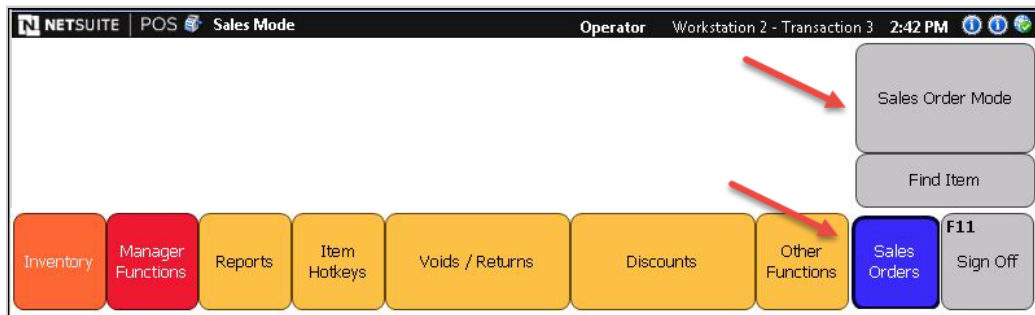 NETSUITE | POS Sales Mode Operator Workstation 2 - Transaction 3 2:42 PM
Sales Order Mode
Find Item
Inventory
Manager
Functions
Reports
Item
Hotkeys
Voids / Returns
Discounts
Other
Functions
Sales
Orders
F11
Sign Off